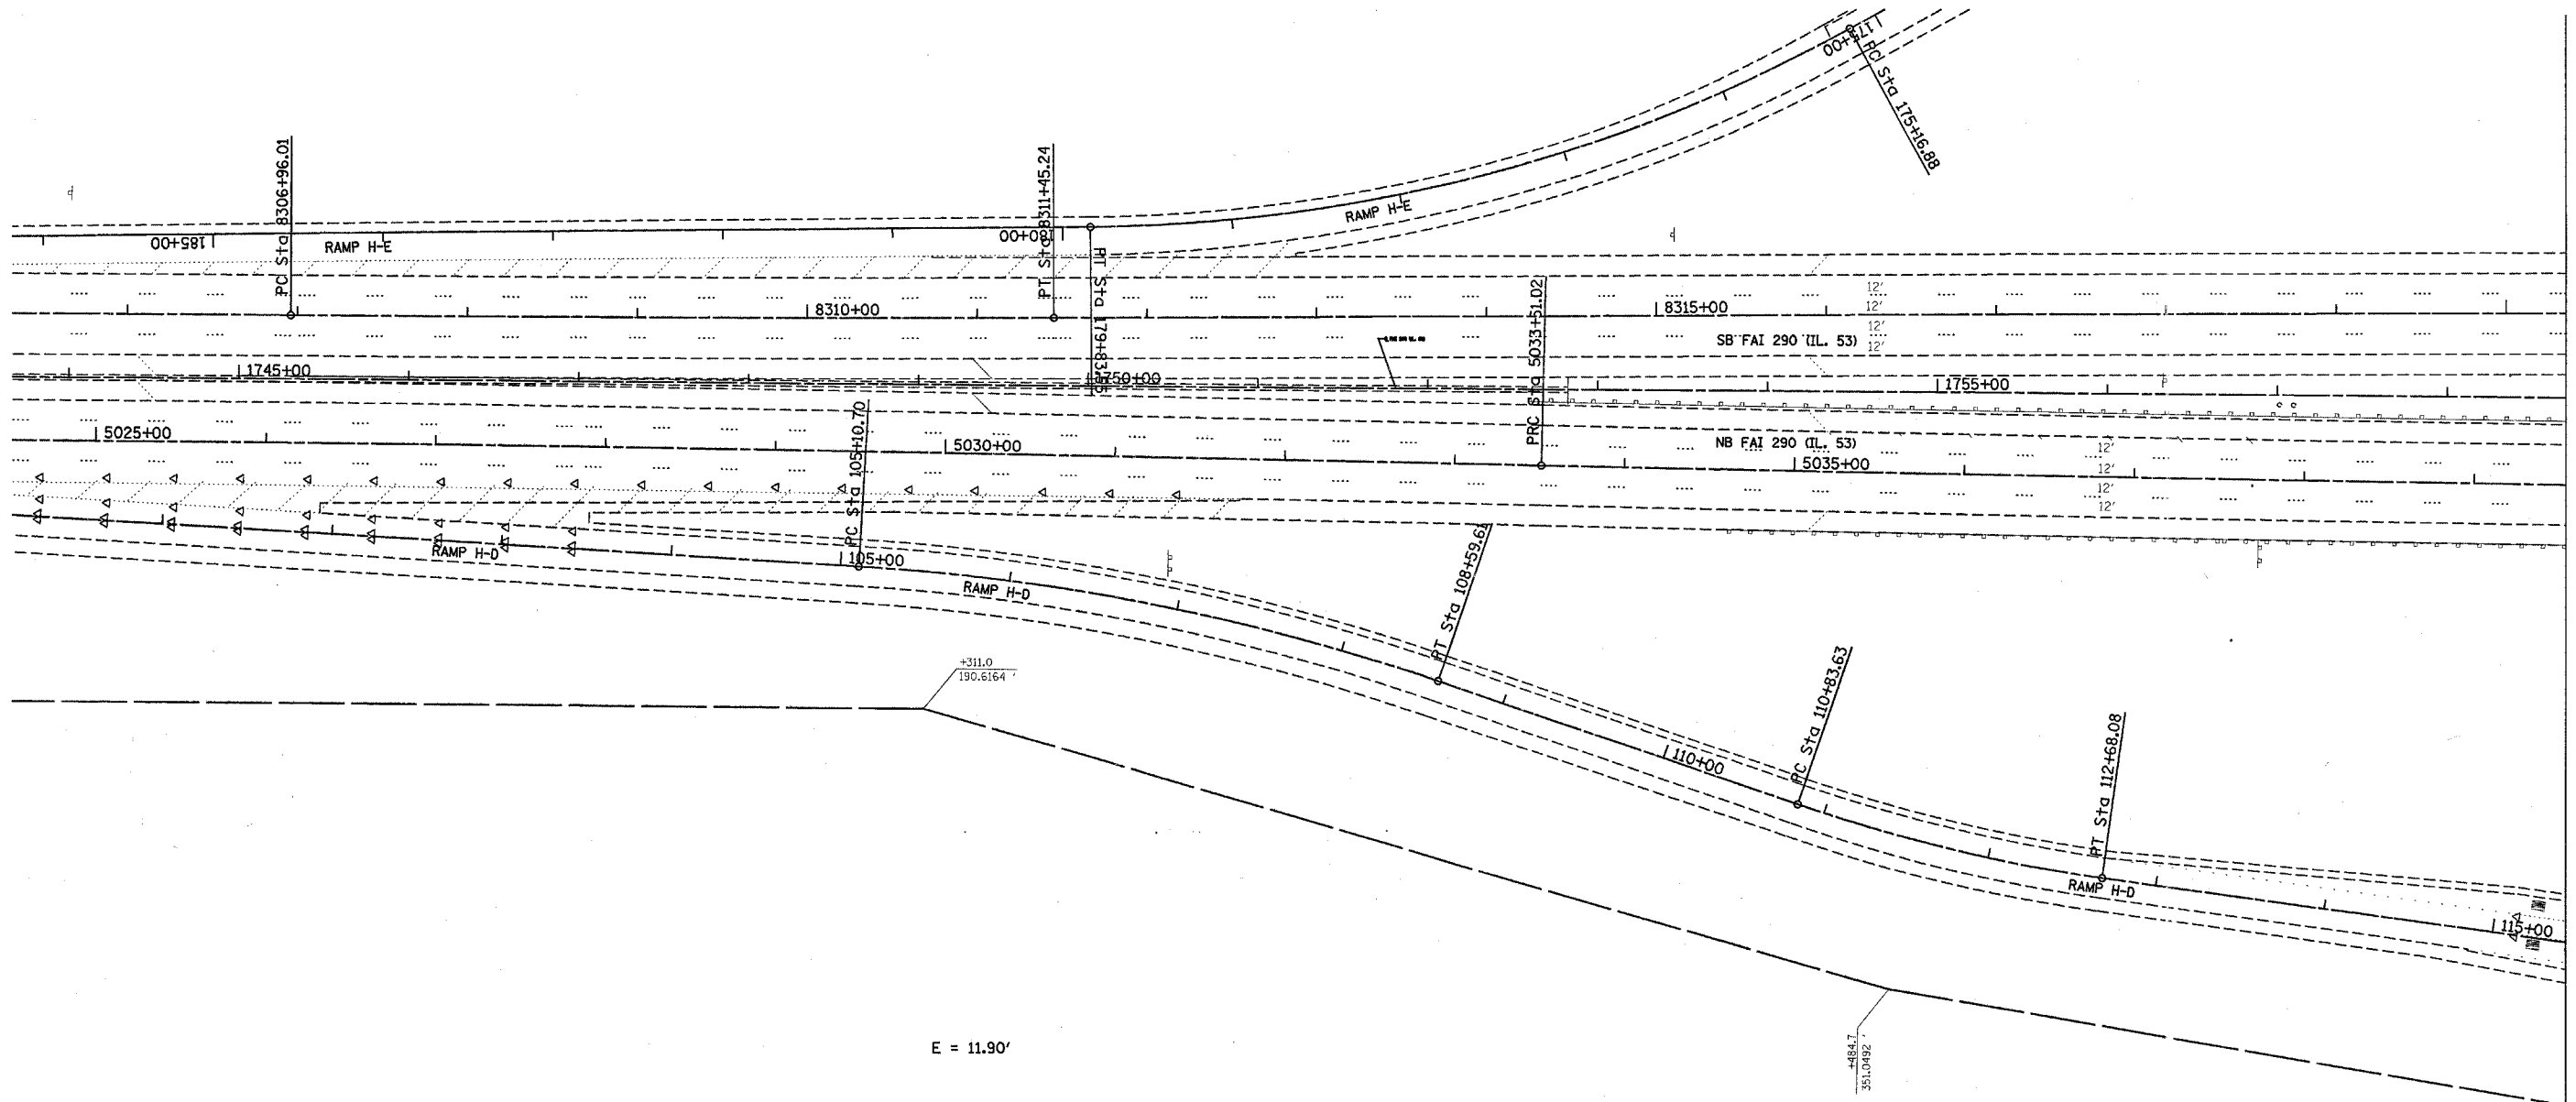 175+00
PC Sta 175+16.88
PC Sta 8306+96.01
PT Sta 8311+45.24
185+00
RAMP H-E
180+00
RAMP H-E
8310+00
8315+00
12'
12'
12'
12'
SB FAI 290 (IL. 53)
1745+00
1750+00
1755+00
PRC Sta 5033+51.02
5025+00
5030+00
NB FAI 290 (IL. 53)
5035+00
12'
12'
12'
12'
PC Sta 105+10.70
RAMP H-D
105+00
RAMP H-D
PT Sta 108+59.61
+311.0
190.6164 '
110+00
PC Sta 110+83.63
PT Sta 112+68.08
RAMP H-D
115+00
E = 11.90'
+484.7
351.0492 '